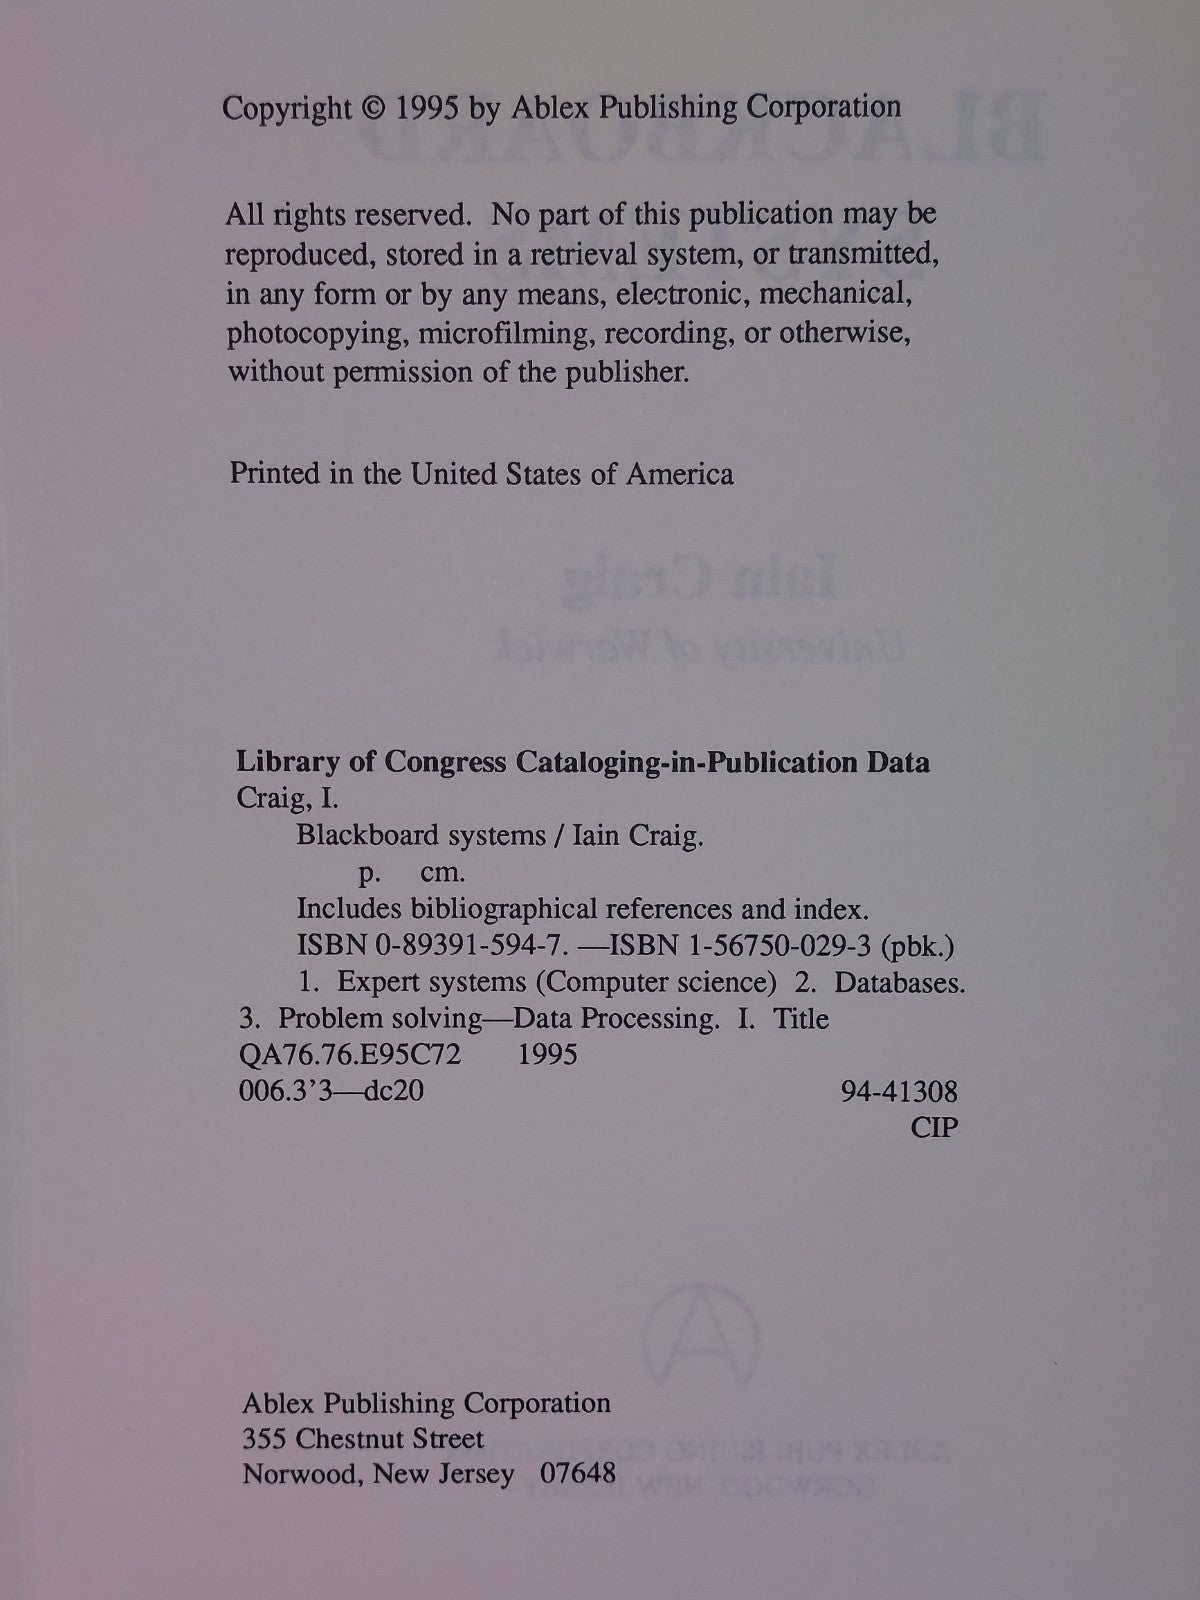 Copyright © 1995 by Ablex Publishing Corporation
All rights reserved. No part of this publication may be
reproduced, stored in a retrieval system, or transmitted,
in any form or by any means, electronic, mechanical,
photocopying, microfilming, recording, or otherwise,
without permission of the publisher.
Printed in the United States of America
Iain Craig
University of Warwick
Library of Congress Cataloging-in-Publication Data
Craig, I.
Blackboard systems / Iain Craig.
p. cm.
Includes bibliographical references and index.
ISBN 0-89391-594-7. —ISBN 1-56750-029-3 (pbk.)
1. Expert systems (Computer science) 2. Databases.
3. Problem solving—Data Processing. I. Title
QA76.76.E95C72 1995
006.3’3—dc20 94-41308
CIP
Ablex Publishing Corporation
355 Chestnut Street
Norwood, New Jersey 07648